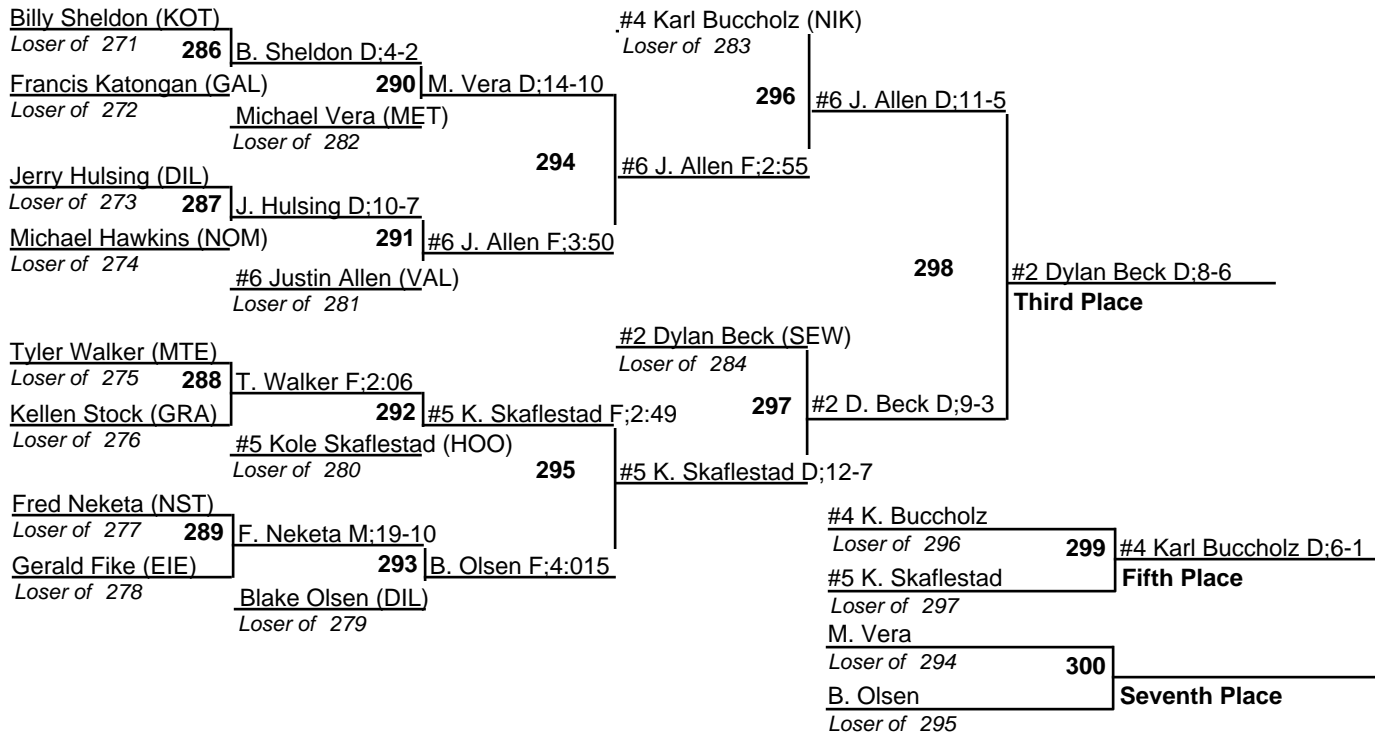 Billy Sheldon (KOT)
Loser of 271
286
B. Sheldon D;4-2
Francis Katongan (GAL)
Loser of 272
290
M. Vera D;14-10
Michael Vera (MET)
Loser of 282
Jerry Hulsing (DIL)
Loser of 273
287
J. Hulsing D;10-7
Michael Hawkins (NOM)
Loser of 274
291
#6 J. Allen F;3:50
#6 Justin Allen (VAL)
Loser of 281
294
#6 J. Allen F;2:55
#4 Karl Buccholz (NIK)
Loser of 283
296
#6 J. Allen D;11-5
298
#2 Dylan Beck D;8-6
Third Place
Tyler Walker (MTE)
Loser of 275
288
T. Walker F;2:06
Kellen Stock (GRA)
Loser of 276
292
#5 K. Skaflestad F;2:49
#5 Kole Skaflestad (HOO)
Loser of 280
Fred Neketa (NST)
Loser of 277
289
F. Neketa M;19-10
Gerald Fike (EIE)
Loser of 278
293
B. Olsen F;4:015
Blake Olsen (DIL)
Loser of 279
295
#5 K. Skaflestad D;12-7
#2 Dylan Beck (SEW)
Loser of 284
297
#2 D. Beck D;9-3
#4 K. Buccholz
Loser of 296
299
#4 Karl Buccholz D;6-1
Fifth Place
#5 K. Skaflestad
Loser of 297
M. Vera
Loser of 294
300
Seventh Place
B. Olsen
Loser of 295